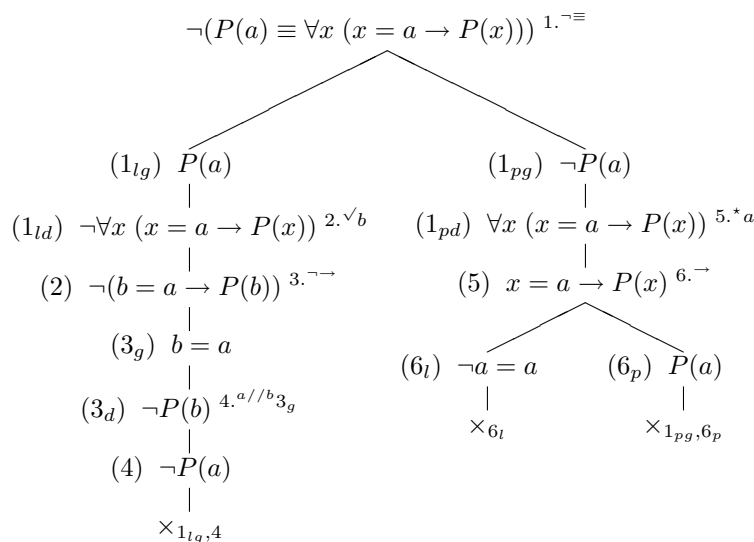 ¬(P(a) ≡ ∀x (x = a → P(x))) 1.¬≡
(1lg) P(a) (1pg) ¬P(a)
(1ld) ¬∀x (x = a → P(x)) 2.√b (1pd) ∀x (x = a → P(x)) 5.⋆a
(2) ¬(b = a → P(b)) 3.¬→ (5) x = a → P(x) 6.→
(3g) b = a
(6l) ¬a = a (6p) P(a)
(3d) ¬P(b) 4.a//b 3g
×6l ×1pg,6p
(4) ¬P(a)
×1lg,4